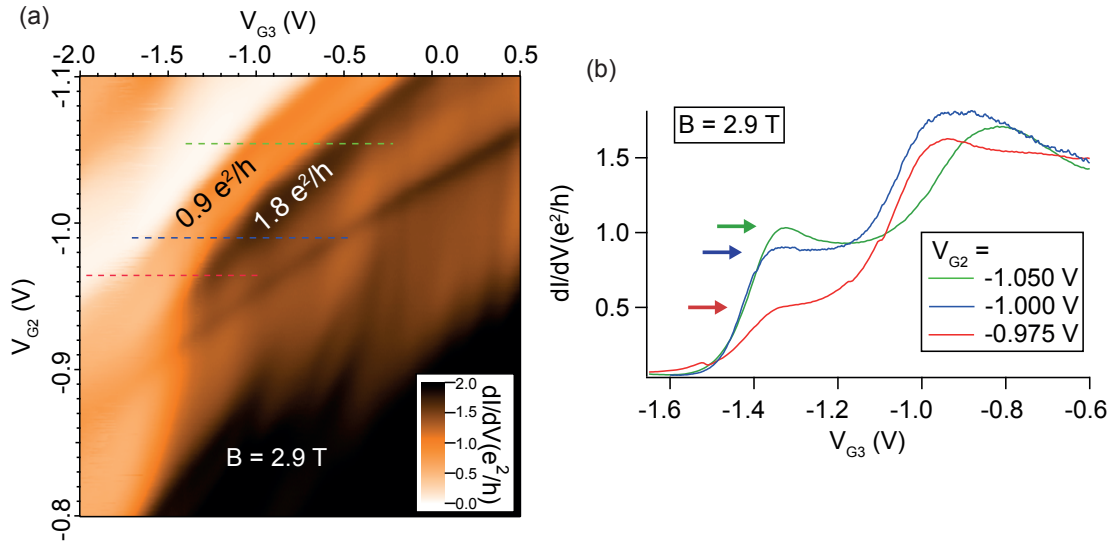 (a)
V_G3 (V)
-2.0 -1.5 -1.0 -0.5 0.0 0.5
V_G2 (V)
-1.1
-1.0
-0.9
-0.8
0.9 e²/h
1.8 e²/h
B = 2.9 T
2.0
1.5
1.0
0.5
0.0
dI/dV(e²/h)
(b)
B = 2.9 T
dI/dV(e²/h)
1.5
1.0
0.5
V_G2 =
-1.050 V
-1.000 V
-0.975 V
-1.6 -1.4 -1.2 -1.0 -0.8 -0.6
V_G3 (V)